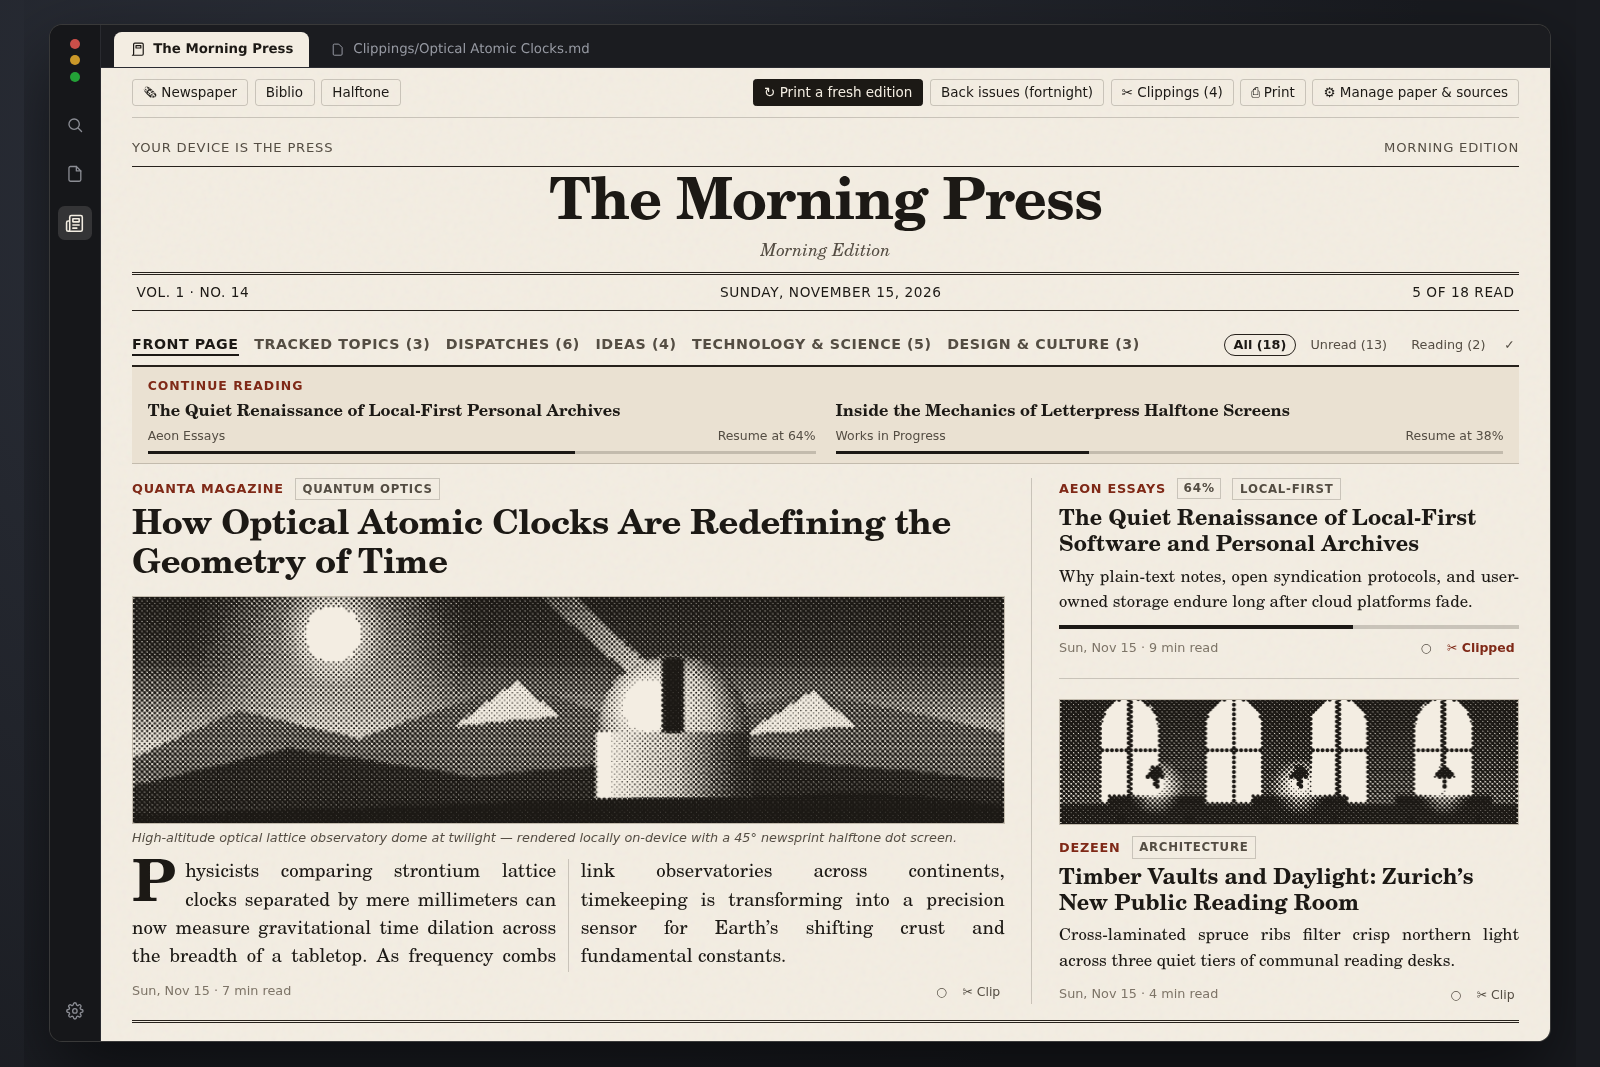 The Morning Press
Clippings/Optical Atomic Clocks.md
🗞 Newspaper
Biblio
Halftone
↻ Print a fresh edition
Back issues (fortnight)
✂ Clippings (4)
⎙ Print
⚙ Manage paper & sources
YOUR DEVICE IS THE PRESS
MORNING EDITION
The Morning Press
Morning Edition
VOL. 1 · NO. 14
SUNDAY, NOVEMBER 15, 2026
5 OF 18 READ
FRONT PAGE
TRACKED TOPICS (3)
DISPATCHES (6)
IDEAS (4)
TECHNOLOGY & SCIENCE (5)
DESIGN & CULTURE (3)
All (18)
Unread (13)
Reading (2)
✓
CONTINUE READING
The Quiet Renaissance of Local-First Personal Archives
Aeon Essays
Resume at 64%
Inside the Mechanics of Letterpress Halftone Screens
Works in Progress
Resume at 38%
QUANTA MAGAZINE
QUANTUM OPTICS
How Optical Atomic Clocks Are Redefining the
Geometry of Time
High-altitude optical lattice observatory dome at twilight — rendered locally on-device with a 45° newsprint halftone dot screen.
Physicists comparing strontium lattice
clocks separated by mere millimeters can
now measure gravitational time dilation across
the breadth of a tabletop. As frequency combs
link observatories across continents,
timekeeping is transforming into a precision
sensor for Earth’s shifting crust and
fundamental constants.
Sun, Nov 15 · 7 min read
○ ✂ Clip
AEON ESSAYS
64%
LOCAL-FIRST
The Quiet Renaissance of Local-First
Software and Personal Archives
Why plain-text notes, open syndication protocols, and user-
owned storage endure long after cloud platforms fade.
Sun, Nov 15 · 9 min read
○ ✂ Clipped
DEZEEN
ARCHITECTURE
Timber Vaults and Daylight: Zurich’s
New Public Reading Room
Cross-laminated spruce ribs filter crisp northern light
across three quiet tiers of communal reading desks.
Sun, Nov 15 · 4 min read
○ ✂ Clip